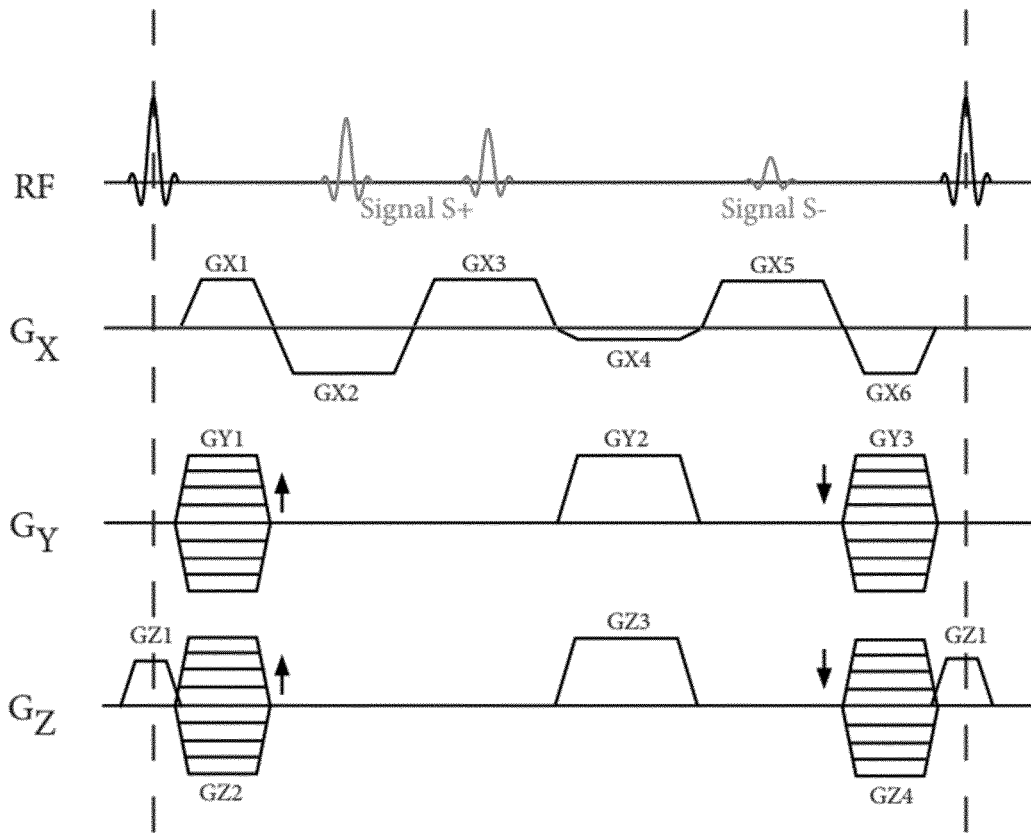 RF
Signal S+
Signal S-
GX1
GX3
GX5
GX
GX4
GX2
GX6
GY1
GY2
GY3
GY
GZ1
GZ3
GZ1
GZ
GZ2
GZ4